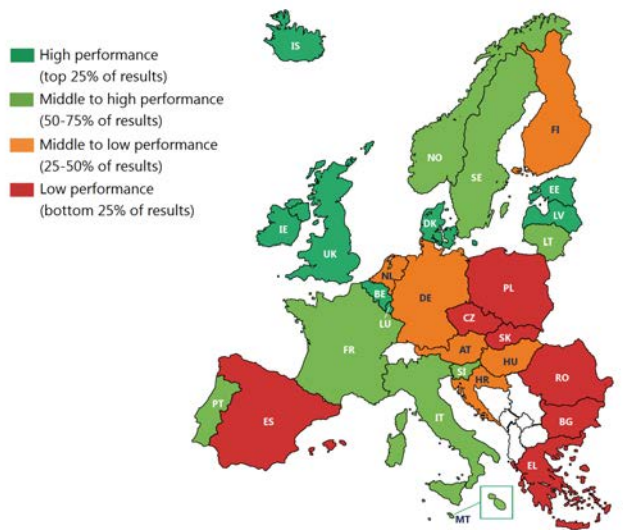 High performance
(top 25% of results)
Middle to high performance
(50-75% of results)
Middle to low performance
(25-50% of results)
Low performance
(bottom 25% of results)
IS
FI
NO
SE
EE
LV
LT
DK
IE
UK
NL
BE
DE
PL
LU
CZ
SK
FR
AT
HU
SI
HR
RO
PT
ES
IT
BG
EL
MT